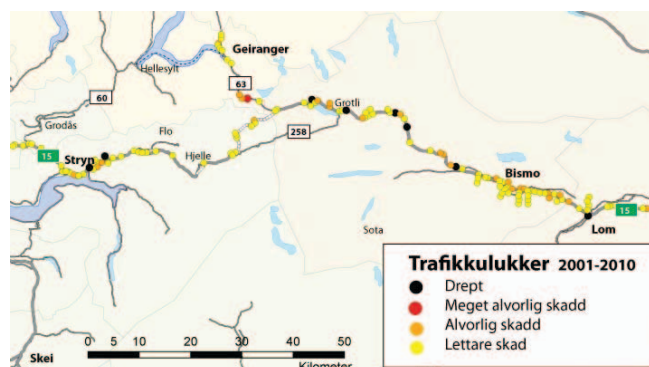 Geiranger
Hellesylt
63
60
Grotli
Grodås
258
Flo
15
Stryn
Hjelle
Bismo
15
Sota
Lom
Trafikkulukker 2001-2010
Drept
Meget alvorlig skadd
Alvorlig skadd
Lettare skad
0 5 10 20 30 40 50
Kilometer
Skei